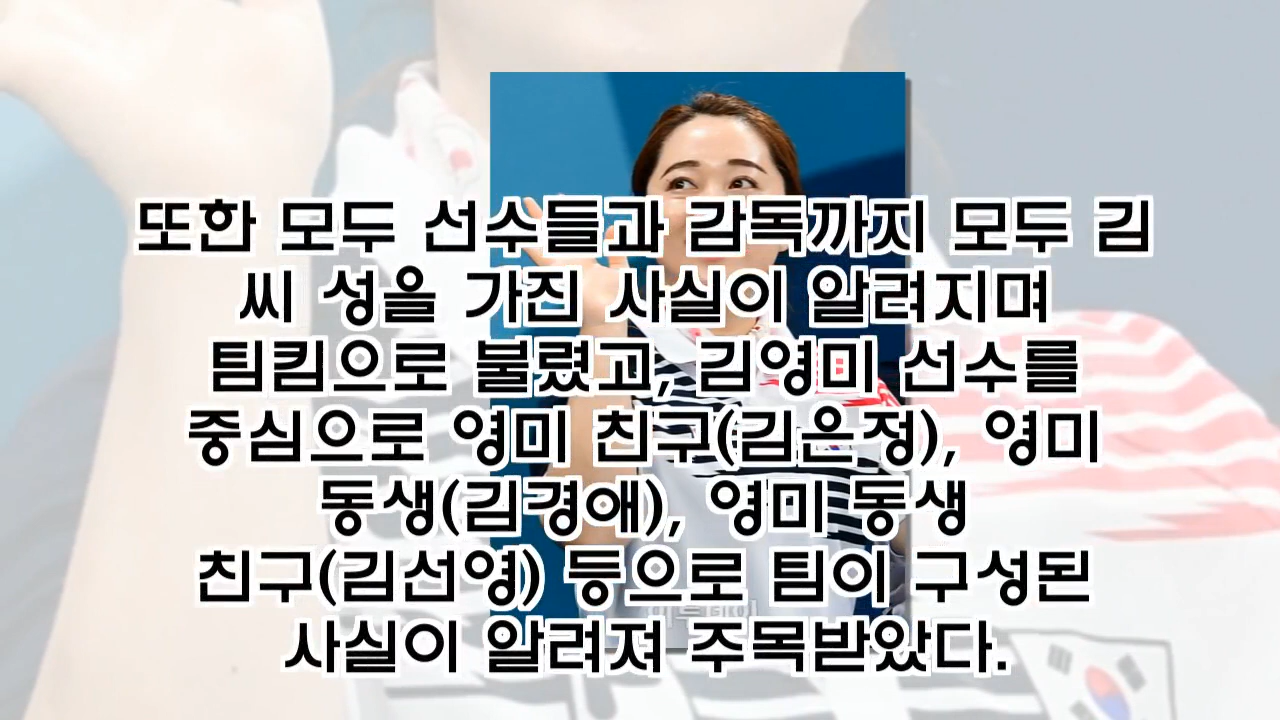 또한 모두 선수들과 감독까지 모두 김
씨 성을 가진 사실이 알려지며
팀킴으로 불렸고, 김영미 선수를
중심으로 영미 친구(김은정), 영미
동생(김경애), 영미 동생
친구(김선영) 등으로 팀이 구성된
사실이 알려져 주목받았다.
이투데이